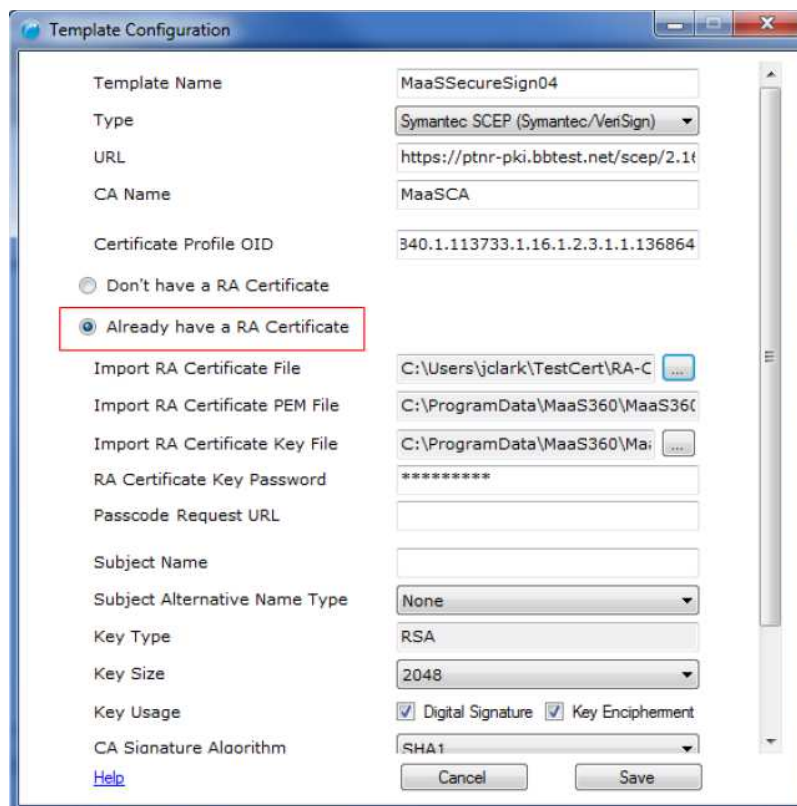 Template Configuration
Template Name MaaSSecureSign04
Type Symantec SCEP (Symantec/VeriSign)
URL https://ptnr-pki.bbtest.net/scep/2.16
CA Name MaaSCA
Certificate Profile OID 340.1.113733.1.16.1.2.3.1.1.136864
Don't have a RA Certificate
Already have a RA Certificate
Import RA Certificate File C:\Users\jclark\TestCert\RA-C ...
Import RA Certificate PEM File C:\ProgramData\MaaS360\MaaS360
Import RA Certificate Key File C:\ProgramData\MaaS360\Maa ...
RA Certificate Key Password *********
Passcode Request URL
Subject Name
Subject Alternative Name Type None
Key Type RSA
Key Size 2048
Key Usage Digital Signature Key Encipherment
CA Signature Algorithm SHA1
Help Cancel Save